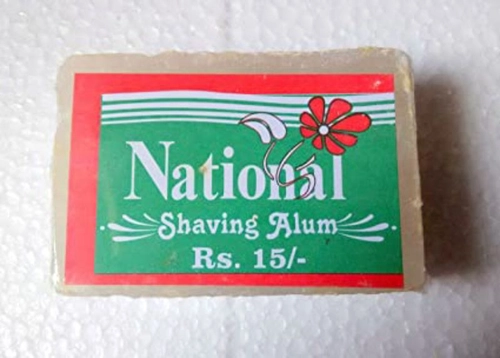 National
Shaving Alum
Rs. 15/-